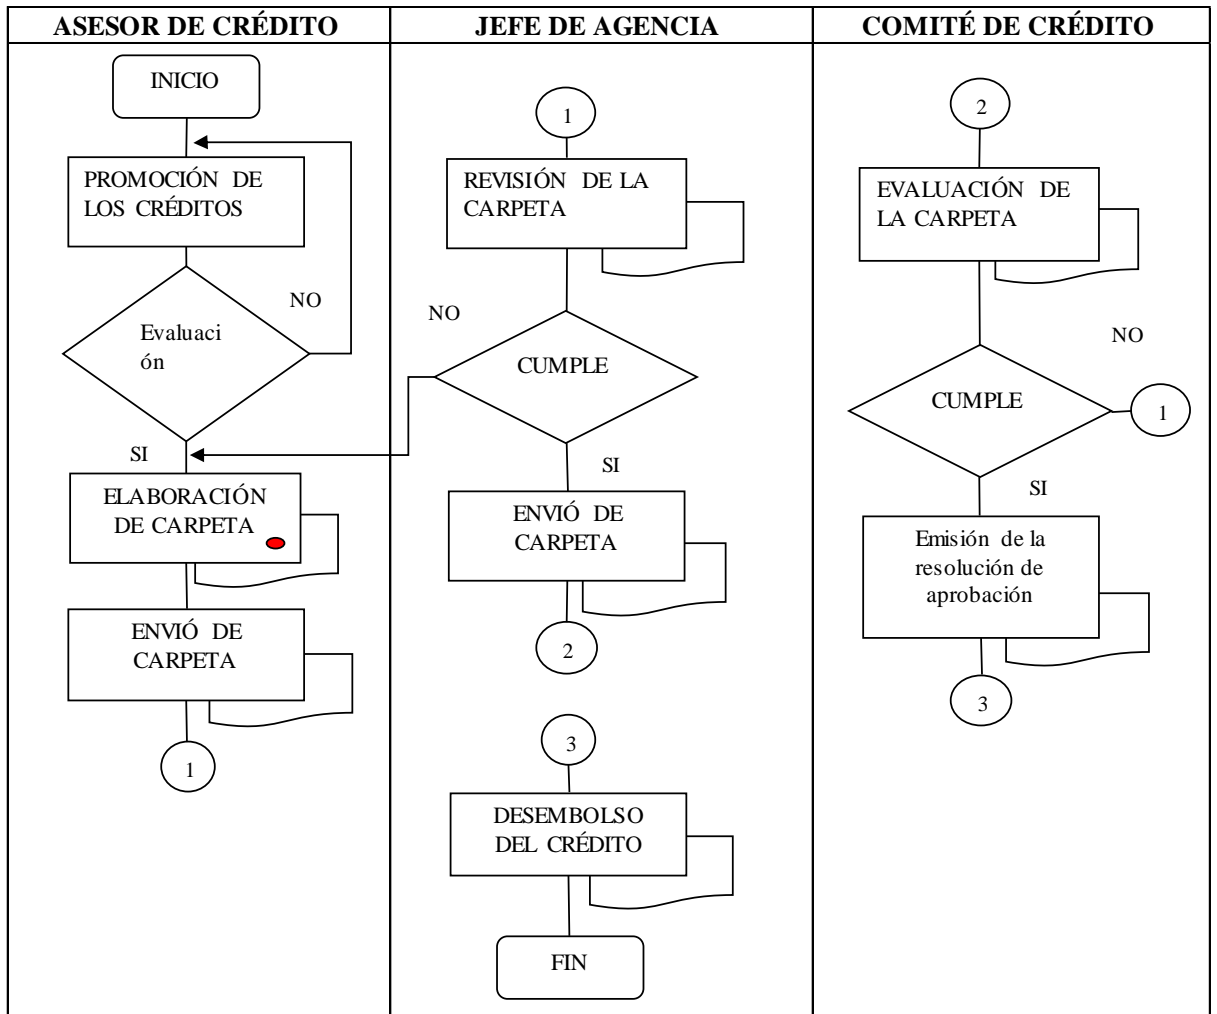 ASESOR DE CRÉDITO
JEFE DE AGENCIA
COMITÉ DE CRÉDITO
INICIO
PROMOCIÓN DE
LOS CRÉDITOS
NO
Evaluaci
ón
SI
ELABORACIÓN
DE CARPETA
ENVIÓ DE
CARPETA
1
1
REVISIÓN DE LA
CARPETA
NO
CUMPLE
SI
ENVIÓ DE
CARPETA
2
3
DESEMBOLSO
DEL CRÉDITO
FIN
2
EVALUACIÓN DE
LA CARPETA
NO
CUMPLE
1
SI
Emisión de la
resolución de
aprobación
3